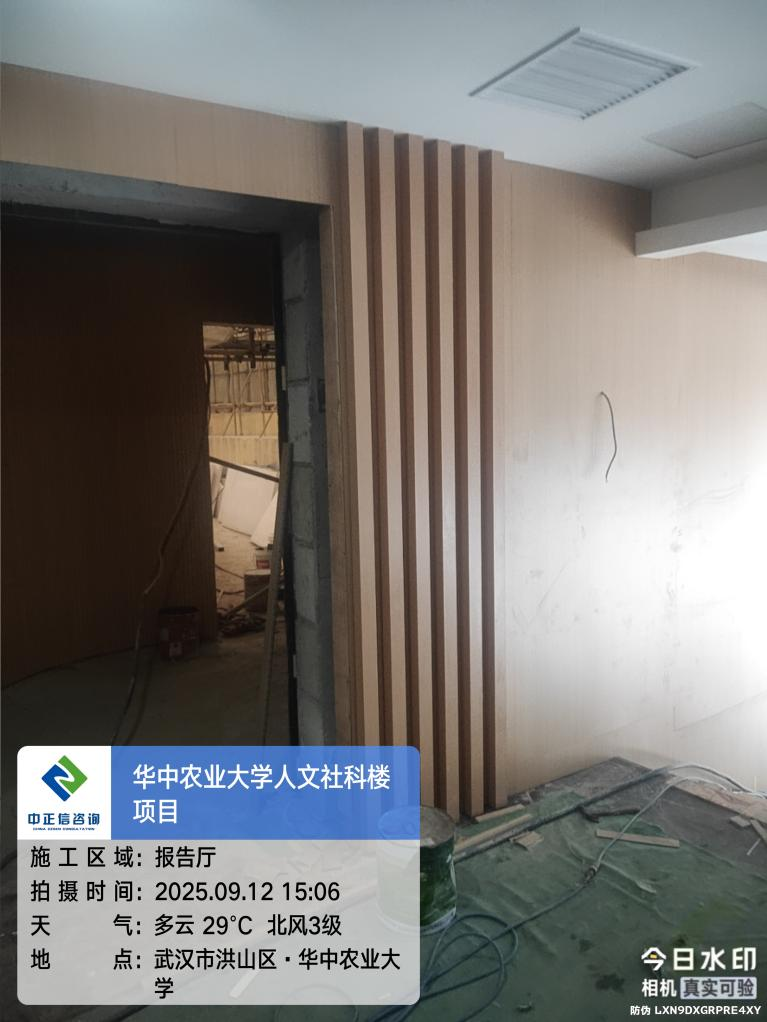 华中农业大学人文社科楼
项目
中正信咨询
施工区域：报告厅
拍摄时间：2025.09.12 15:06
天气：多云 29℃ 北风3级
地点：武汉市洪山区·华中农业大
学
今日水印
相机 真实可验
防伪 LXN9DXGRPRE4XY